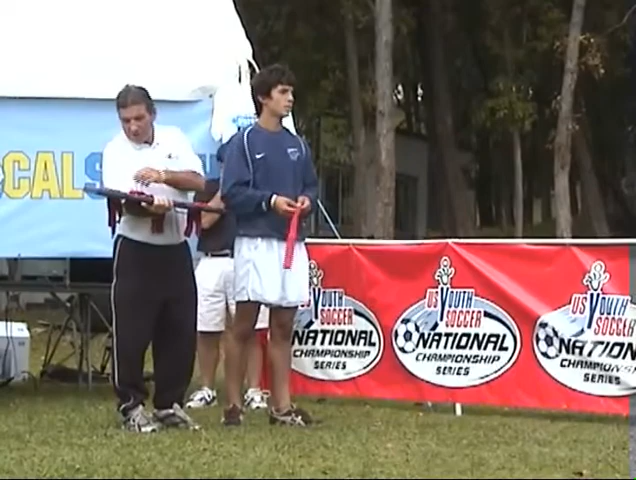 CAL
US YOUTH
SOCCER
NATIONAL
CHAMPIONSHIP
SERIES
US YOUTH
SOCCER
NATIONAL
CHAMPIONSHIP
SERIES
US YOUTH
SOCCER
NATIONAL
CHAMPIONSHIP
SERIES